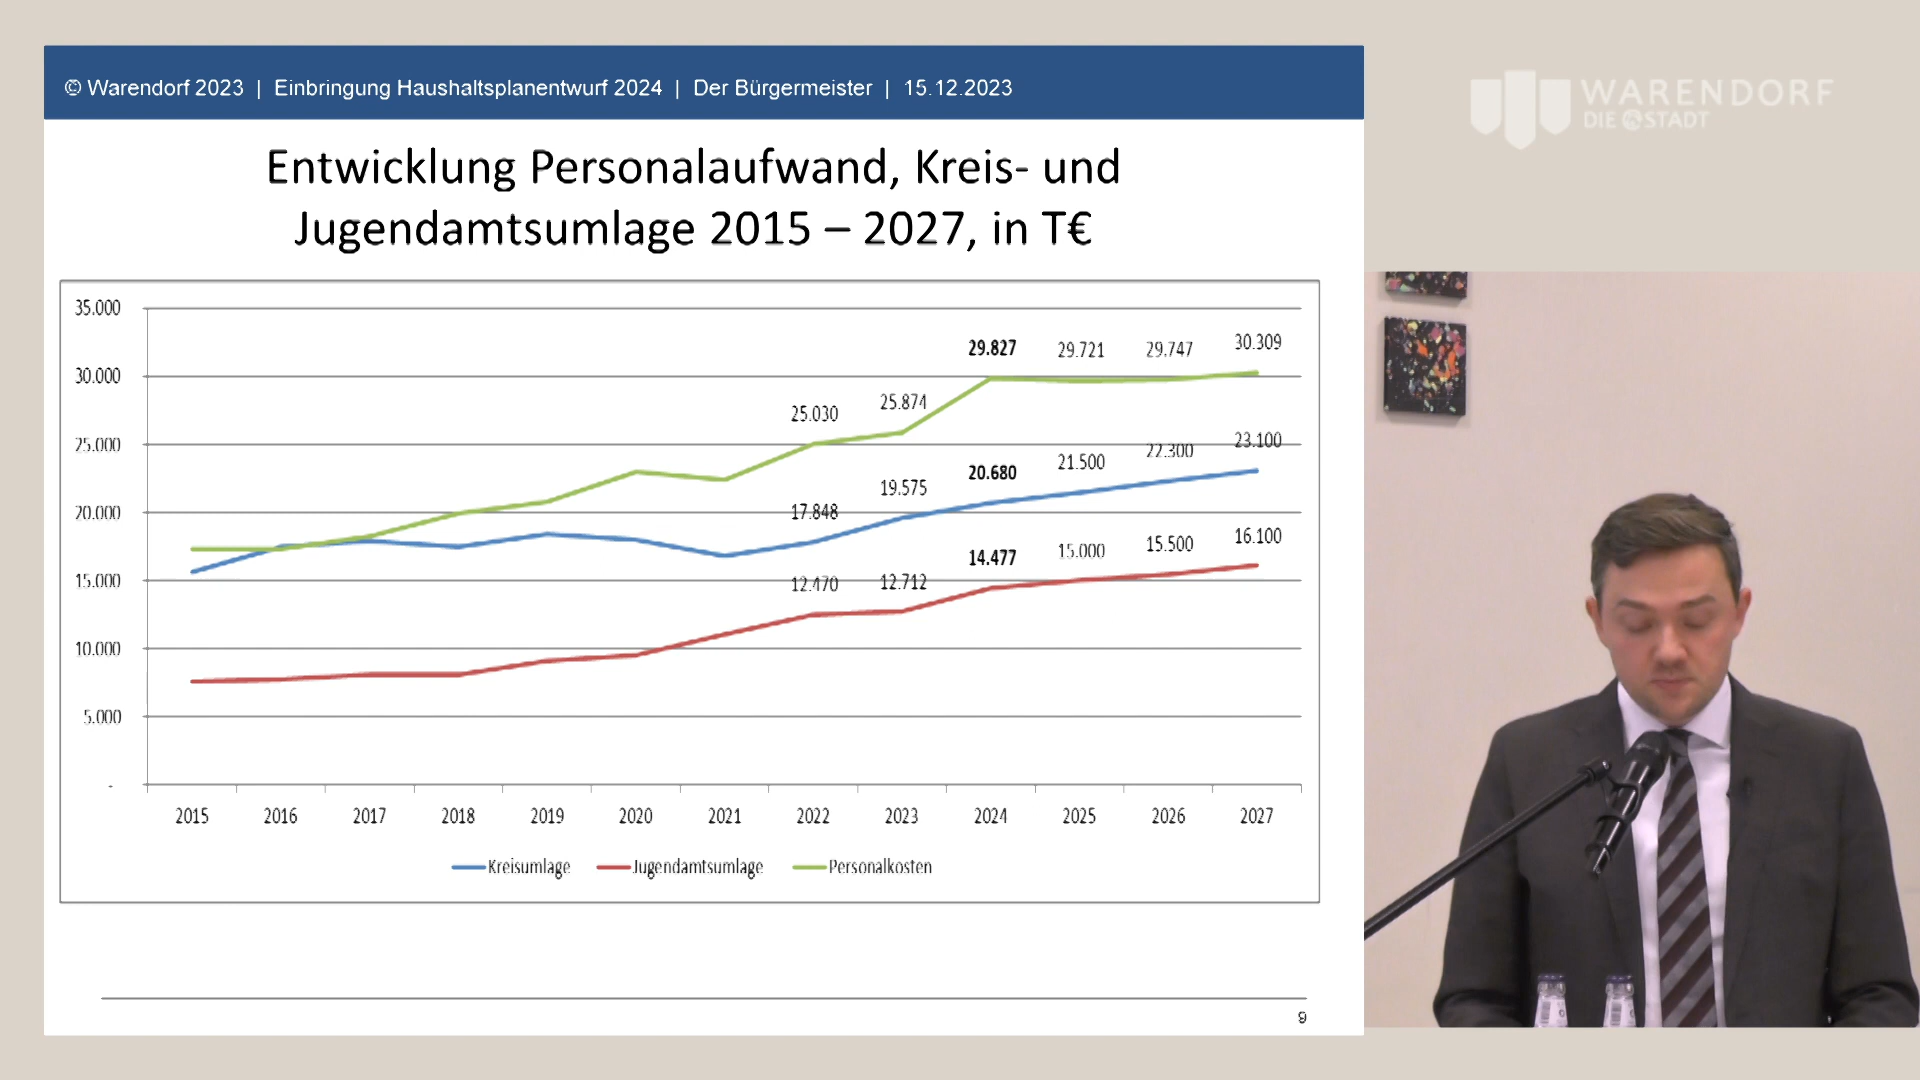 © Warendorf 2023 | Einbringung Haushaltsplanentwurf 2024 | Der Bürgermeister | 15.12.2023
WARENDORF
DIE STADT
Entwicklung Personalaufwand, Kreis- und
Jugendamtsumlage 2015 – 2027, in T€
35.000
30.000
25.000
20.000
15.000
10.000
5.000
-
25.030 25.874 29.827 29.721 29.747 30.309
17.848 19.575 20.680 21.500 22.300 23.100
12.470 12.712 14.477 15.000 15.500 16.100
2015 2016 2017 2018 2019 2020 2021 2022 2023 2024 2025 2026 2027
Kreisumlage Jugendamtsumlage Personalkosten
9